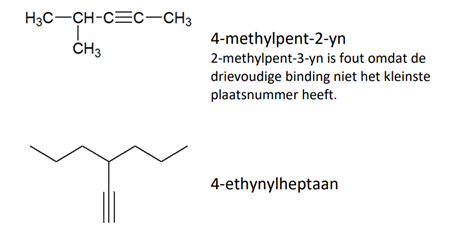 H₃C—CH-C≡C—CH₃
CH₃
4-methylpent-2-yn
2-methylpent-3-yn is fout omdat de
drievoudige binding niet het kleinste
plaatsnummer heeft.
4-ethynylheptaan